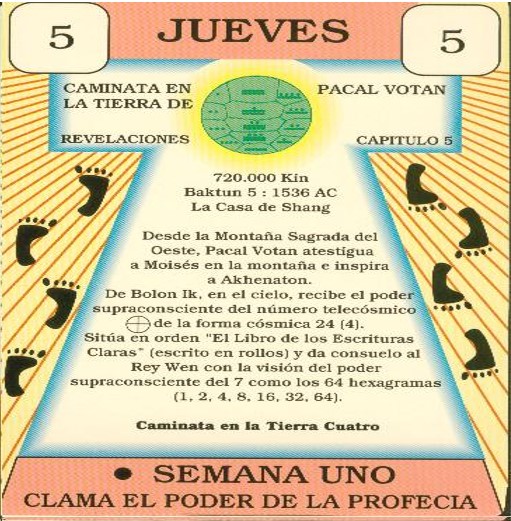 5
JUEVES
5
CAMINATA EN
LA TIERRA DE
PACAL VOTAN
REVELACIONES
CAPITULO 5
720.000 Kin
Baktun 5 : 1536 AC
La Casa de Shang
Desde la Montaña Sagrada del
Oeste, Pacal Votan atestígua
a Moisés en la montaña e inspira
a Akhenaton.
De Bolon Ik, en el cielo, recibe el poder
supraconsciente del número telecósmico
de la forma cósmica 24 (4).
Sitúa en orden "El Libro de los Escrituras
Claras" (escrito en rollos) y da consuelo al
Rey Wen con la visión del poder
supraconsciente del 7 como los 64 hexagramas
(1, 2, 4, 8, 16, 32, 64).
Caminata en la Tierra Cuatro
• SEMANA UNO
CLAMA EL PODER DE LA PROFECIA